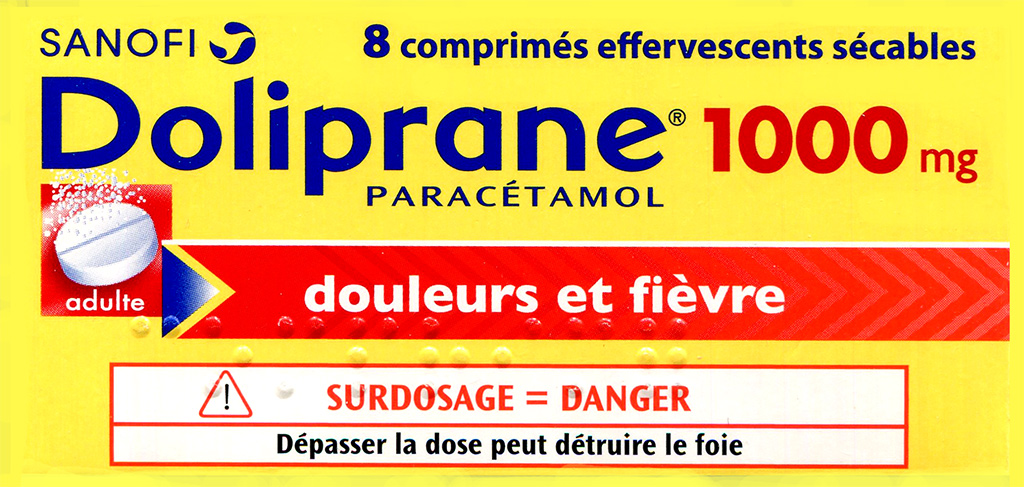 SANOFI
8 comprimés effervescents sécables
Doliprane® 1000 mg
PARACÉTAMOL
adulte
douleurs et fièvre
SURDOSAGE = DANGER
Dépasser la dose peut détruire le foie